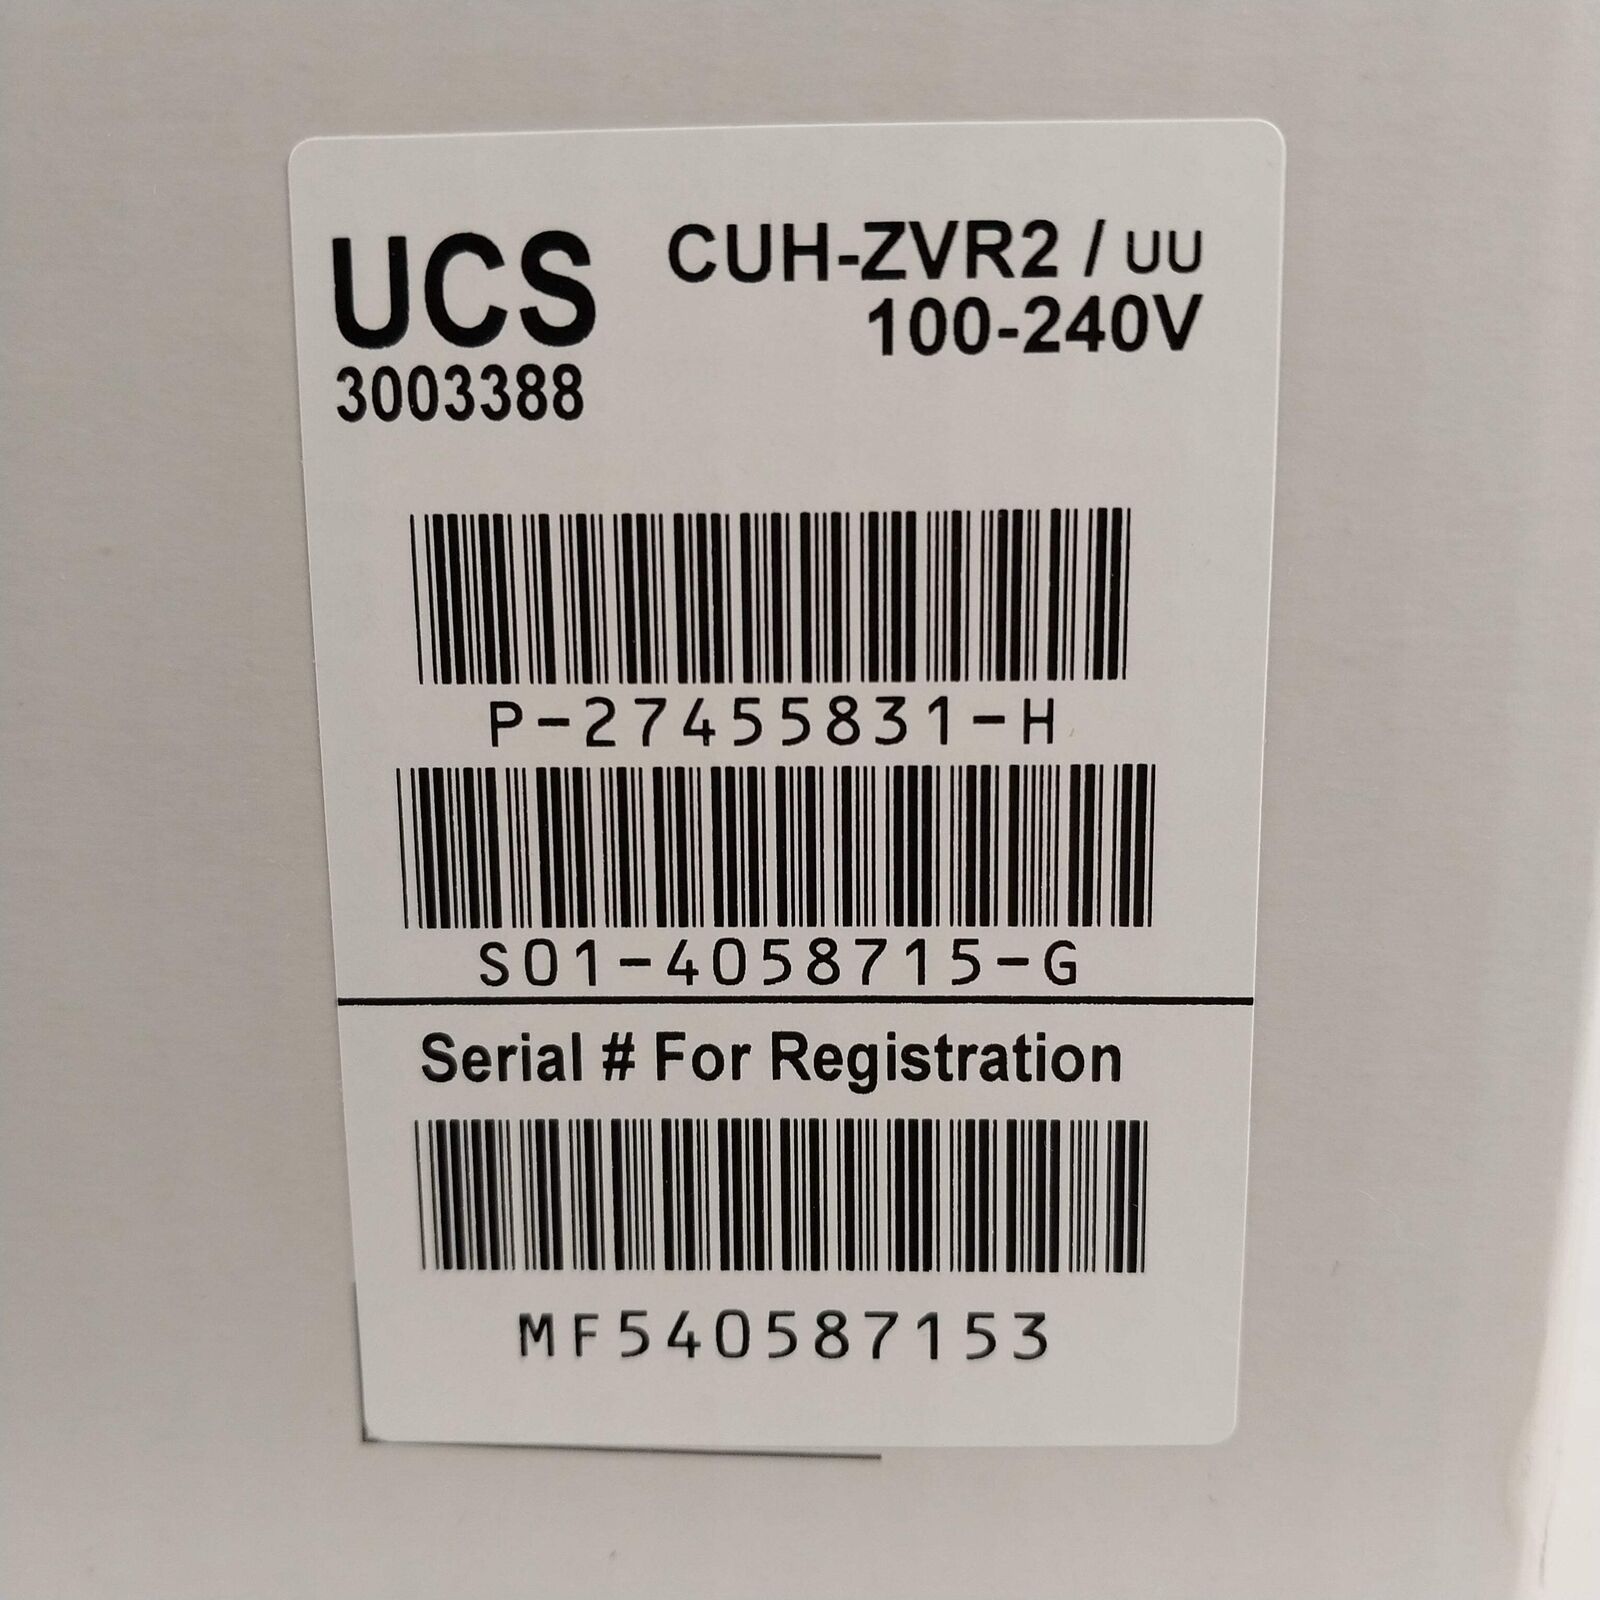 UCS CUH-ZVR2 / UU
100-240V
3003388
P-27455831-H
S01-4058715-G
Serial # For Registration
MF540587153